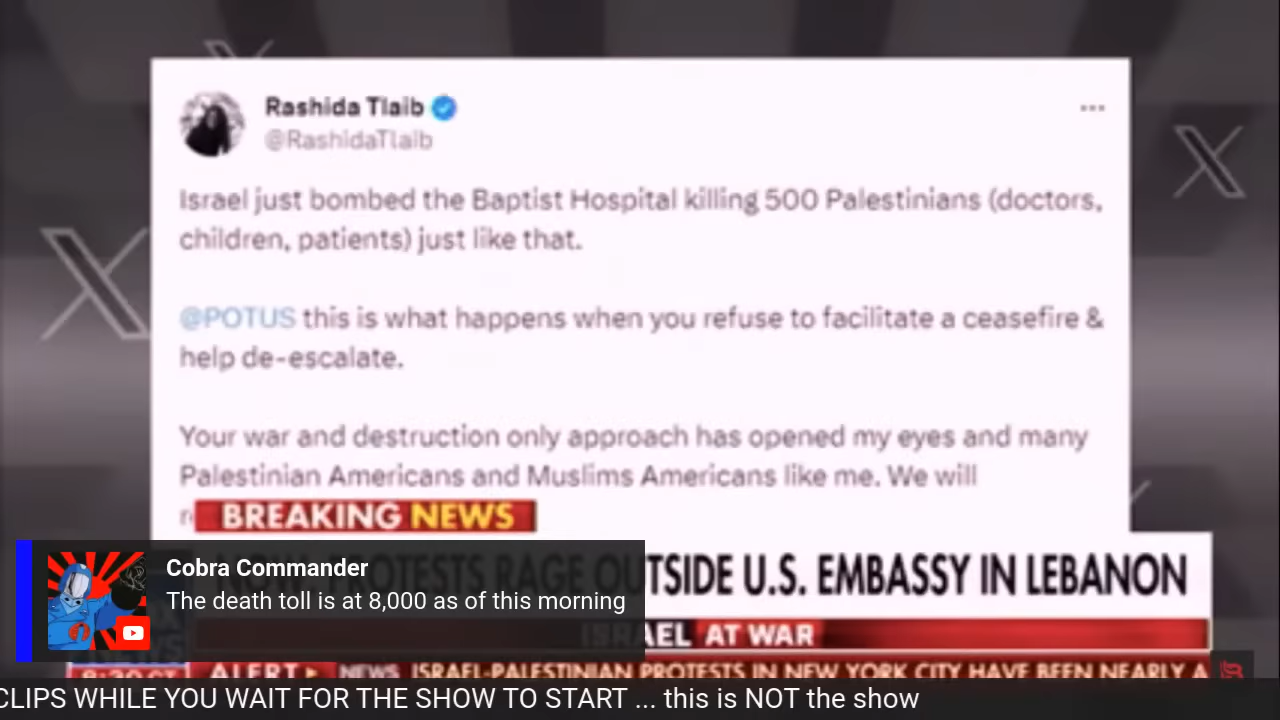 Rashida Tlaib
@RashidaTlaib
Israel just bombed the Baptist Hospital killing 500 Palestinians (doctors,
children, patients) just like that.
@POTUS this is what happens when you refuse to facilitate a ceasefire &
help de-escalate.
Your war and destruction only approach has opened my eyes and many
Palestinian Americans and Muslims Americans like me. We will
BREAKING NEWS
PROTESTS RAGE OUTSIDE U.S. EMBASSY IN LEBANON
Cobra Commander
The death toll is at 8,000 as of this morning
ISRAEL AT WAR
ALERT NEWS ISRAEL-PALESTINIAN PROTESTS IN NEW YORK CITY HAVE BEEN NEARLY A
CLIPS WHILE YOU WAIT FOR THE SHOW TO START ... this is NOT the show